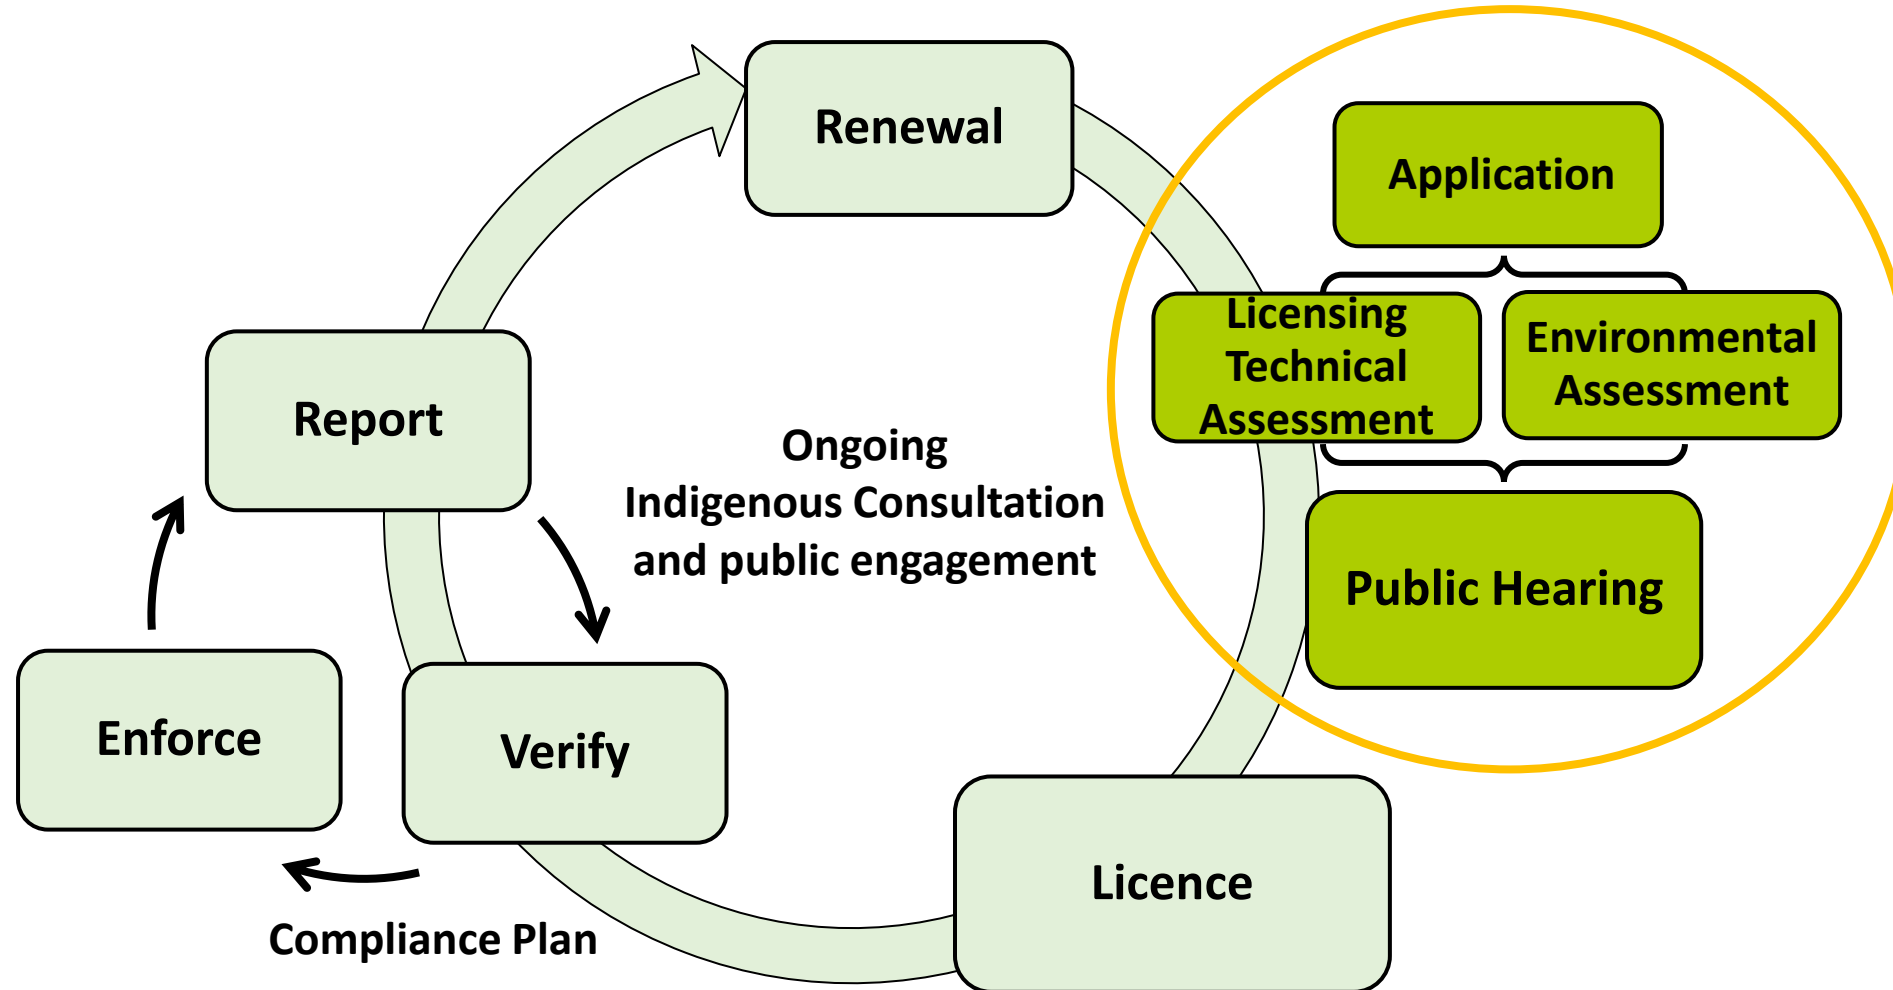 Renewal
Application
Licensing
Technical
Assessment
Environmental
Assessment
Report
Ongoing
Indigenous Consultation
and public engagement
Public Hearing
Enforce
Verify
Licence
Compliance Plan